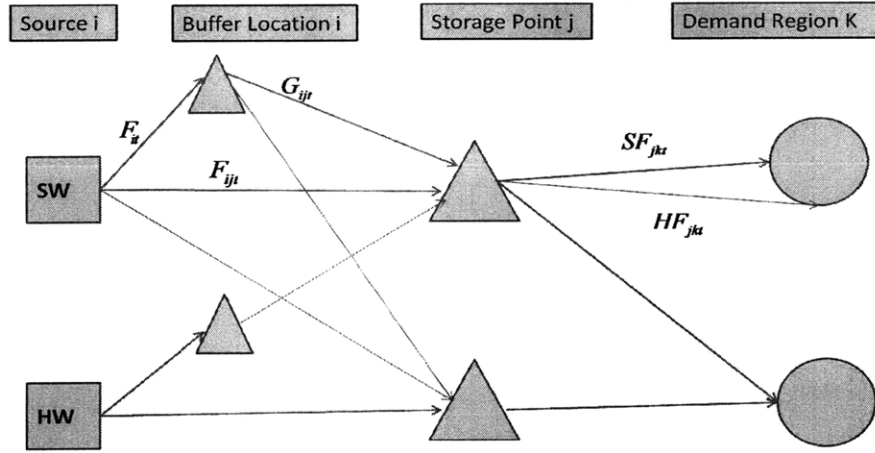 Source i
Buffer Location i
Storage Point j
Demand Region K
G_ijt
F_it
SF_jkt
SW
F_ijt
HF_jkt
HW